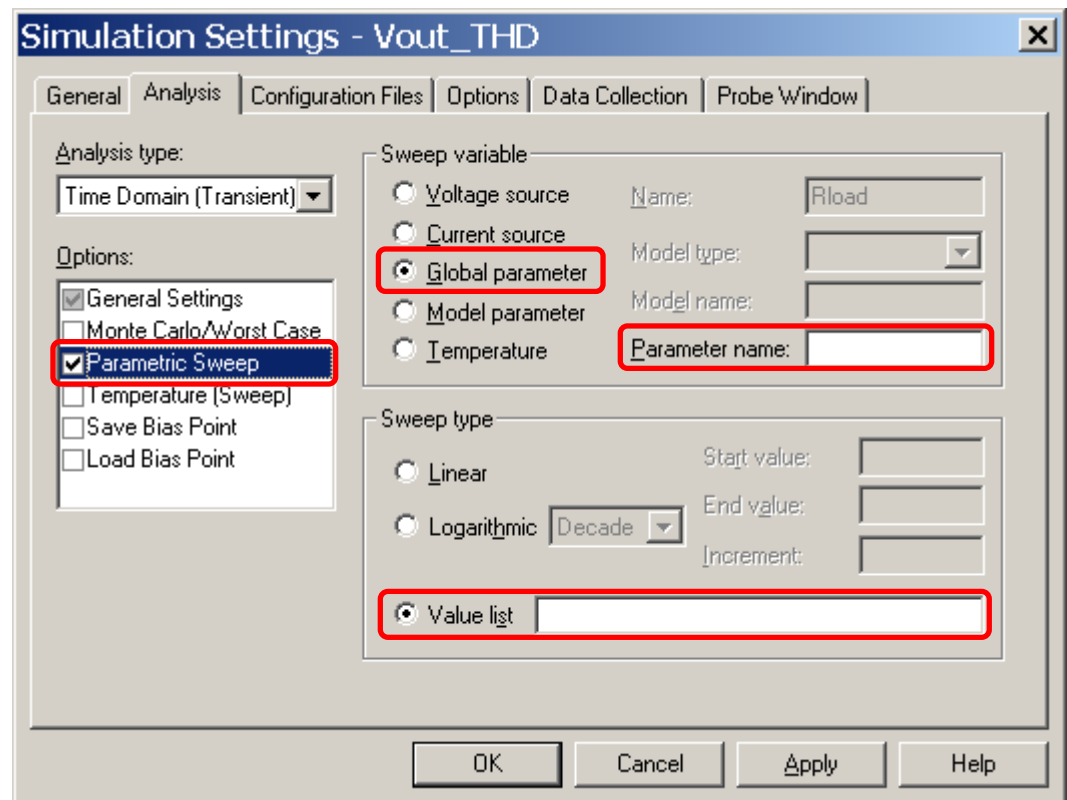 Simulation Settings - Vout_THD
General Analysis Configuration Files Options Data Collection Probe Window
Analysis type:
Time Domain (Transient)
Options:
General Settings
Monte Carlo/Worst Case
Parametric Sweep
Temperature (Sweep)
Save Bias Point
Load Bias Point
Sweep variable
Voltage source
Current source
Global parameter
Model parameter
Temperature
Name: Rload
Model type:
Model name:
Parameter name:
Sweep type
Linear
Logarithmic Decade
Value list
Start value:
End value:
Increment:
OK Cancel Apply Help